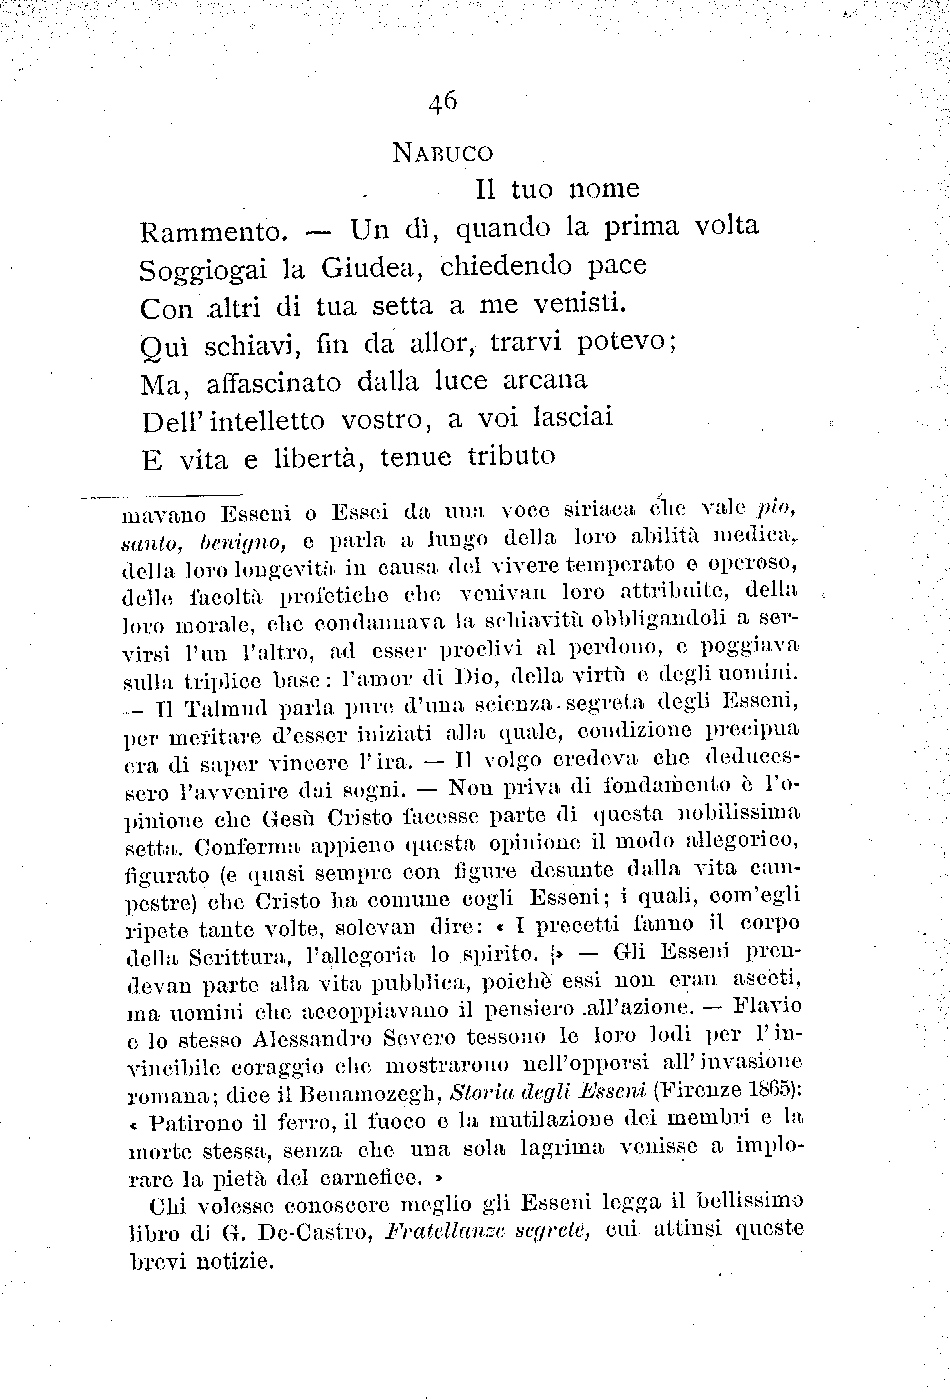 46
NABUCO
Il tuo nome
Rammento. — Un dì, quando la prima volta
Soggiogai la Giudea, chiedendo pace
Con altri di tua setta a me venisti.
Qui schiavi, fin da allor, trarvi potevo;
Ma, affascinato dalla luce arcana
Dell' intelletto vostro, a voi lasciai
E vita e libertà, tenue tributo
mavano Esseni o Essei da una voce siriaca che vale pio,
santo, benigno, e parla a lungo della loro abilità medica,
della loro longevità in causa del vivere temperato e operoso,
delle facoltà profetiche che venivan loro attribuite, della
loro morale, che condannava la schiavitù obbligandoli a ser-
virsi l'un l'altro, ad esser proclivi al perdono, e poggiava
sulla triplice base: l'amor di Dio, della virtù e degli uomini.
— Il Talmud parla pure d'una scienza segreta degli Esseni,
per meritare d'esser iniziati alla quale, condizione precipua
era di saper vincere l'ira. — Il volgo credeva che deduces-
sero l'avvenire dai sogni. — Non priva di fondamento è l'o-
pinione che Gesù Cristo facesse parte di questa nobilissima
setta. Conferma appieno questa opinione il modo allegorico,
figurato (e quasi sempre con figure desunte dalla vita cam-
pestre) che Cristo ha comune cogli Esseni; i quali, com'egli
ripete tante volte, solevan dire: « I precetti fanno il corpo
della Scrittura, l'allegoria lo spirito. » — Gli Esseni pren-
devan parte alla vita pubblica, poichè essi non eran asceti,
ma uomini che accoppiavano il pensiero all'azione. — Flavio
e lo stesso Alessandro Severo tessono le loro lodi per l'in-
vincibile coraggio che mostrarono nell'opporsi all'invasione
romana; dice il Benamozegh, Storia degli Esseni (Firenze 1865):
« Patirono il ferro, il fuoco e la mutilazione dei membri e la
morte stessa, senza che una sola lagrima venisse a implo-
rare la pietà del carnefice. »
Chi volesse conoscere meglio gli Esseni legga il bellissimo
libro di G. De-Castro, Fratellanze segrete, cui attinsi queste
brevi notizie.